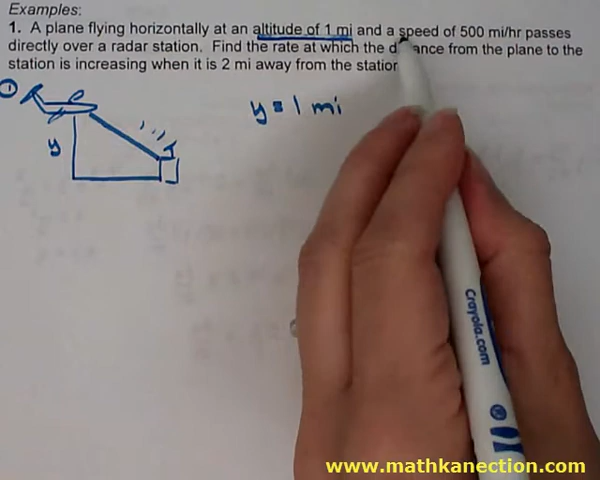 Examples:
1. A plane flying horizontally at an altitude of 1 mi and a speed of 500 mi/hr passes
directly over a radar station. Find the rate at which the d ance from the plane to the
station is increasing when it is 2 mi away from the station
①
y = 1 mi
y
Crayola.com
www.mathkanection.com